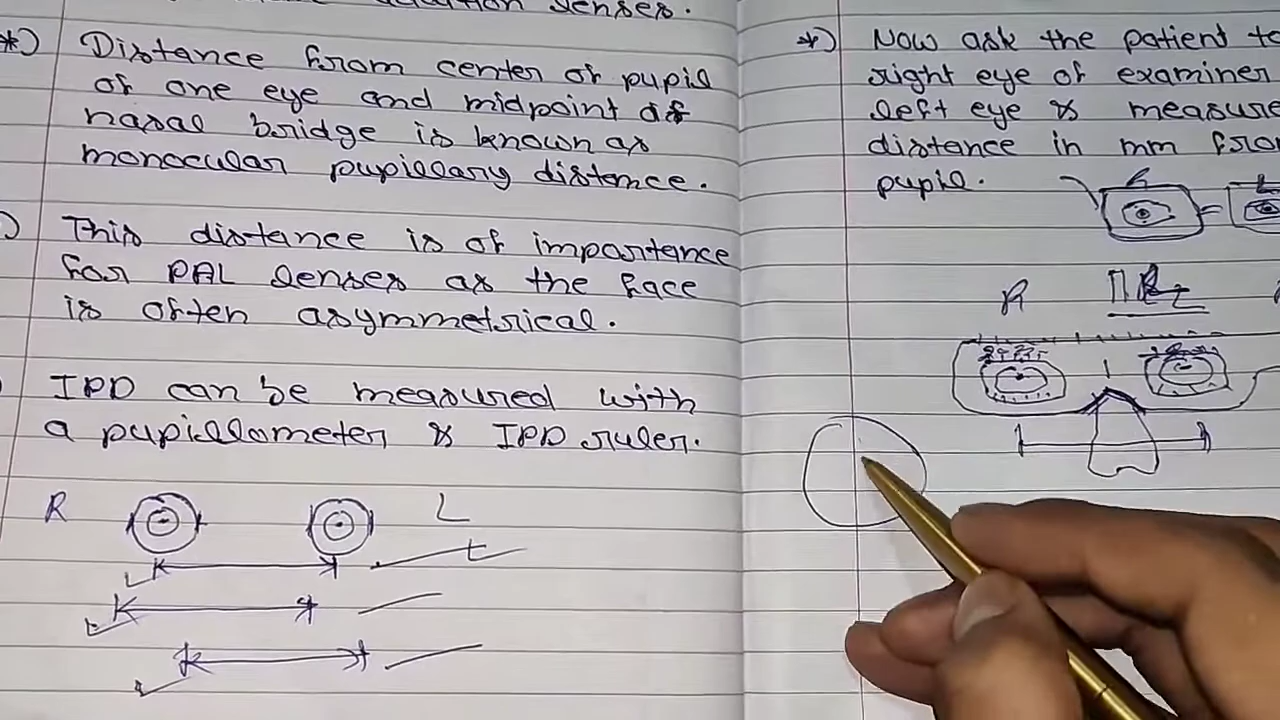 lenses.
*) Distance from center of pupil
of one eye and midpoint of
nasal bridge is known as
monocular pupillary distance.
This distance is of importance
for PAL lenses as the face
is often asymmetrical.
IPD can be measured with
a pupillometer & IPD ruler.
R L
*) Now ask the patient to
right eye of examiner
left eye & measure
distance in mm from
pupil.
R